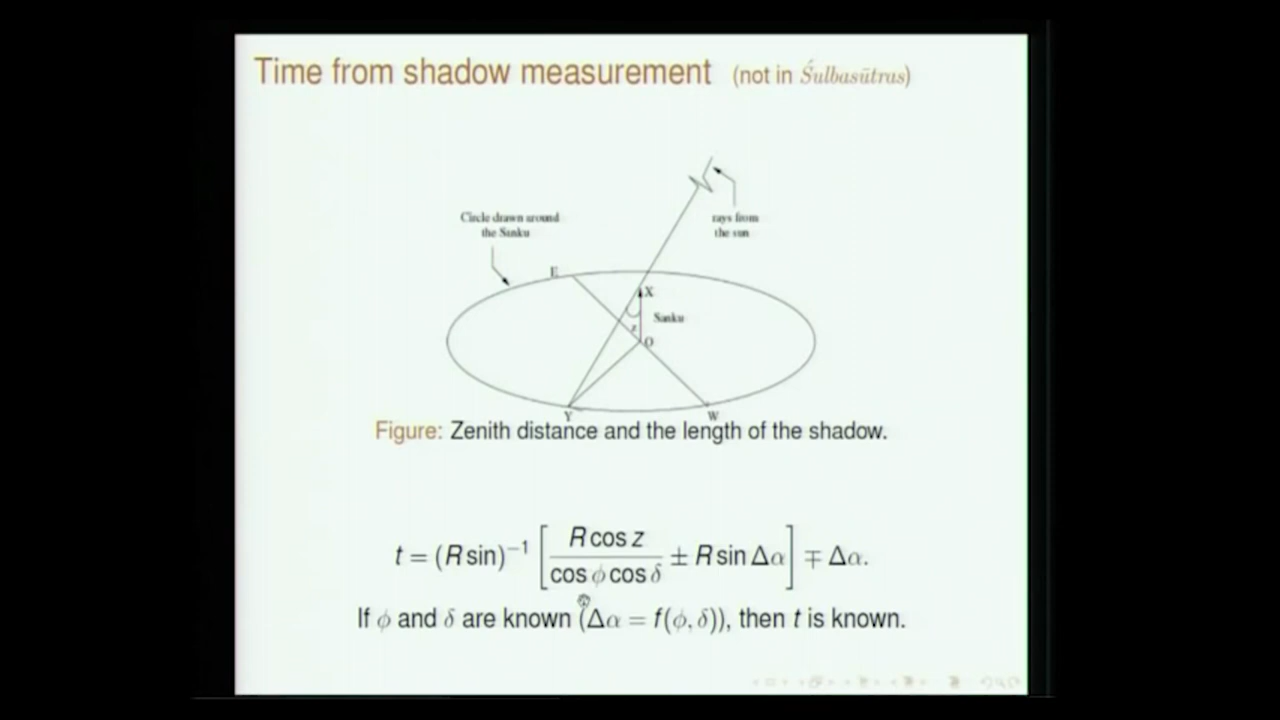 Time from shadow measurement (not in Śulbasūtras)
Circle drawn around
the Sanku
rays from
the sun
E
X
Sanku
z
O
Y
W
Figure: Zenith distance and the length of the shadow.
t = (R sin)⁻¹ [ R cos z / cos ϕ cos δ ± R sin Δα ] ∓ Δα.
If ϕ and δ are known (Δα = f(ϕ, δ)), then t is known.